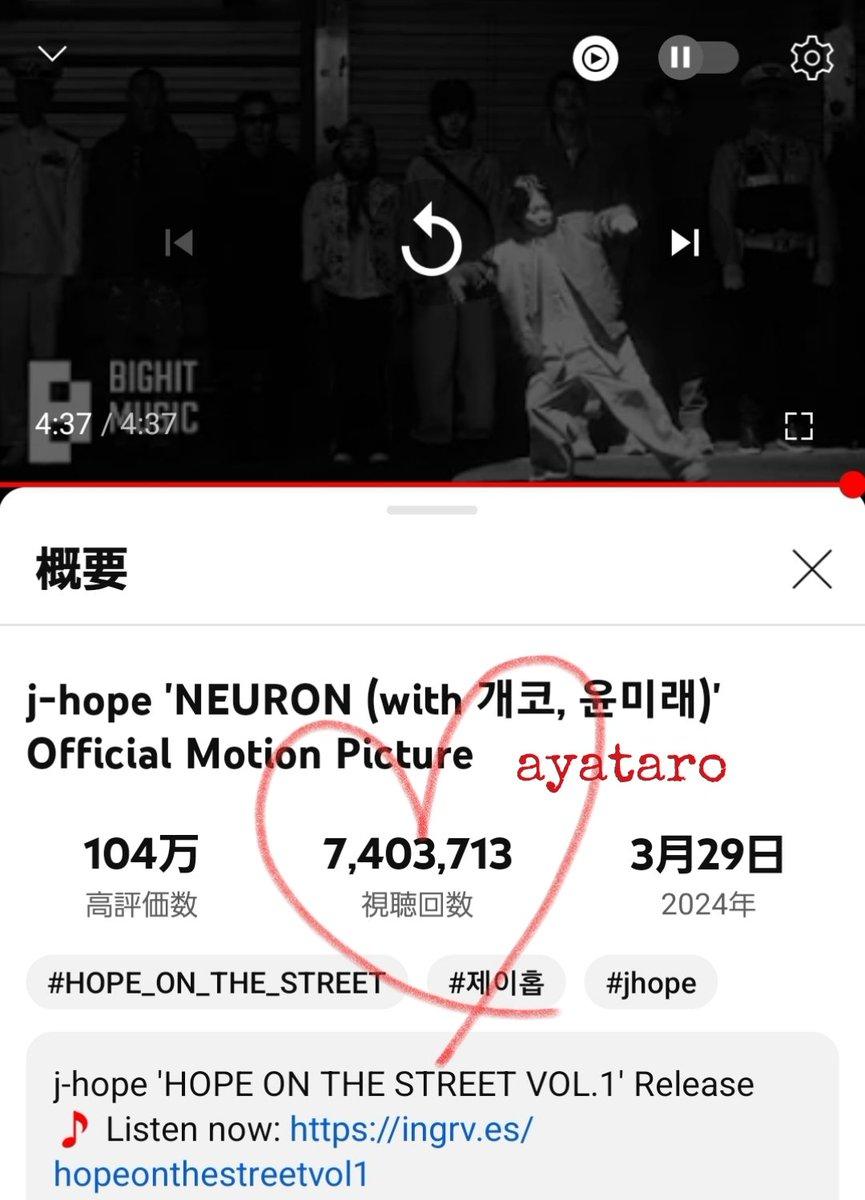 BIGHIT
MUSIC
4:37 / 4:37
概要
j-hope 'NEURON (with 개코, 윤미래)'
Official Motion Picture
ayataro
104万 7,403,713 3月29日
高評価数 視聴回数 2024年
#HOPE_ON_THE_STREET #제이홉 #jhope
j-hope 'HOPE ON THE STREET VOL.1' Release
🎵 Listen now: https://ingrv.es/
hopeonthestreetvol1